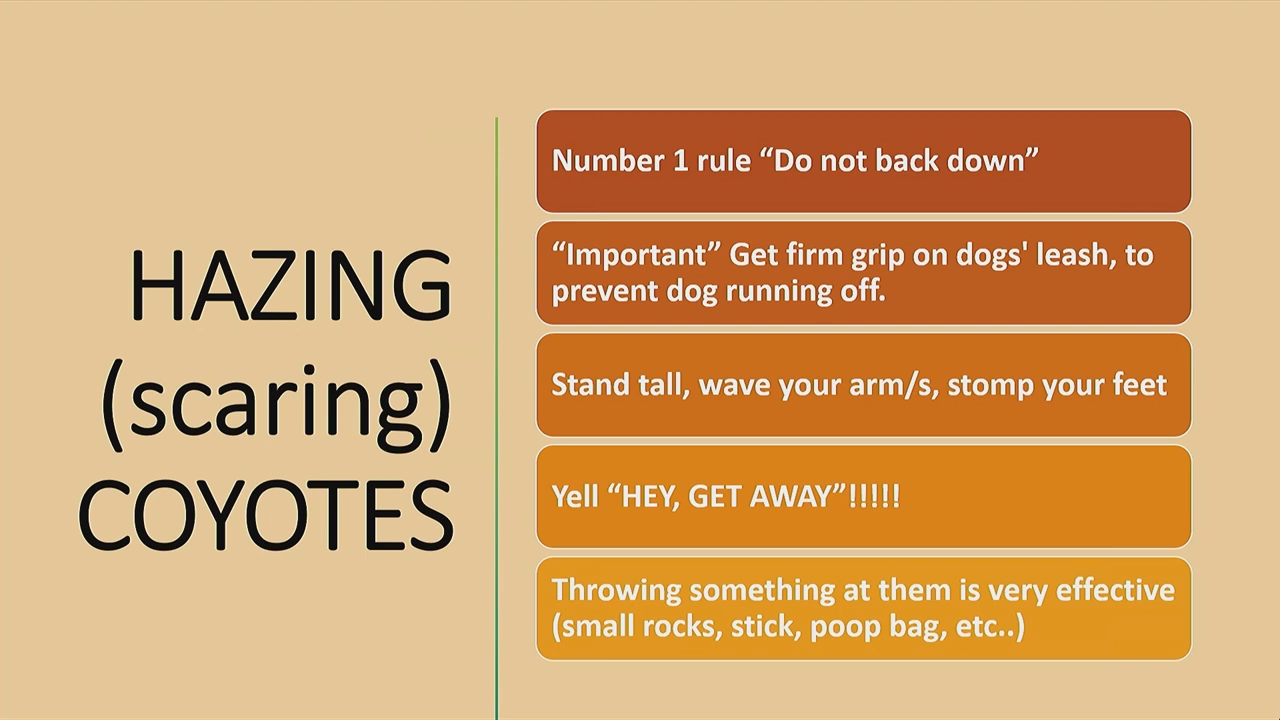 HAZING
(scaring)
COYOTES
Number 1 rule “Do not back down”
“Important” Get firm grip on dogs' leash, to
prevent dog running off.
Stand tall, wave your arm/s, stomp your feet
Yell “HEY, GET AWAY”!!!!!
Throwing something at them is very effective
(small rocks, stick, poop bag, etc..)